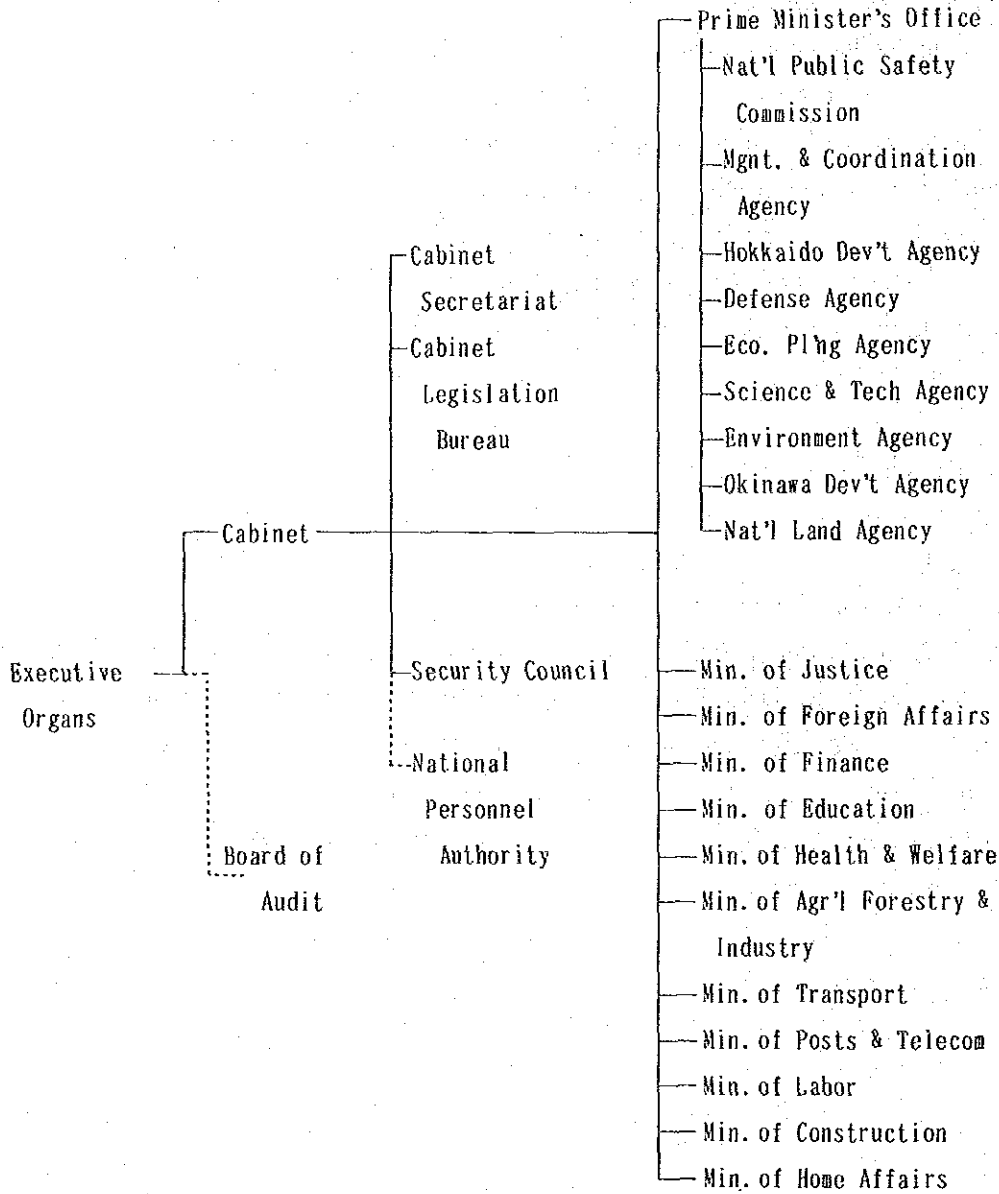 Executive
Organs
Cabinet
Board of
Audit
Cabinet
Secretariat
Cabinet
Legislation
Bureau
Security Council
National
Personnel
Authority
Prime Minister's Office
Nat'l Public Safety
Commission
Mgnt. & Coordination
Agency
Hokkaido Dev't Agency
Defense Agency
Eco. Pl'ng Agency
Science & Tech Agency
Environment Agency
Okinawa Dev't Agency
Nat'l Land Agency
Min. of Justice
Min. of Foreign Affairs
Min. of Finance
Min. of Education
Min. of Health & Welfare
Min. of Agr'l Forestry &
Industry
Min. of Transport
Min. of Posts & Telecom
Min. of Labor
Min. of Construction
Min. of Home Affairs